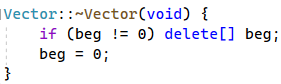 Vector::~Vector(void) {
    if (beg != 0) delete[] beg;
    beg = 0;
}